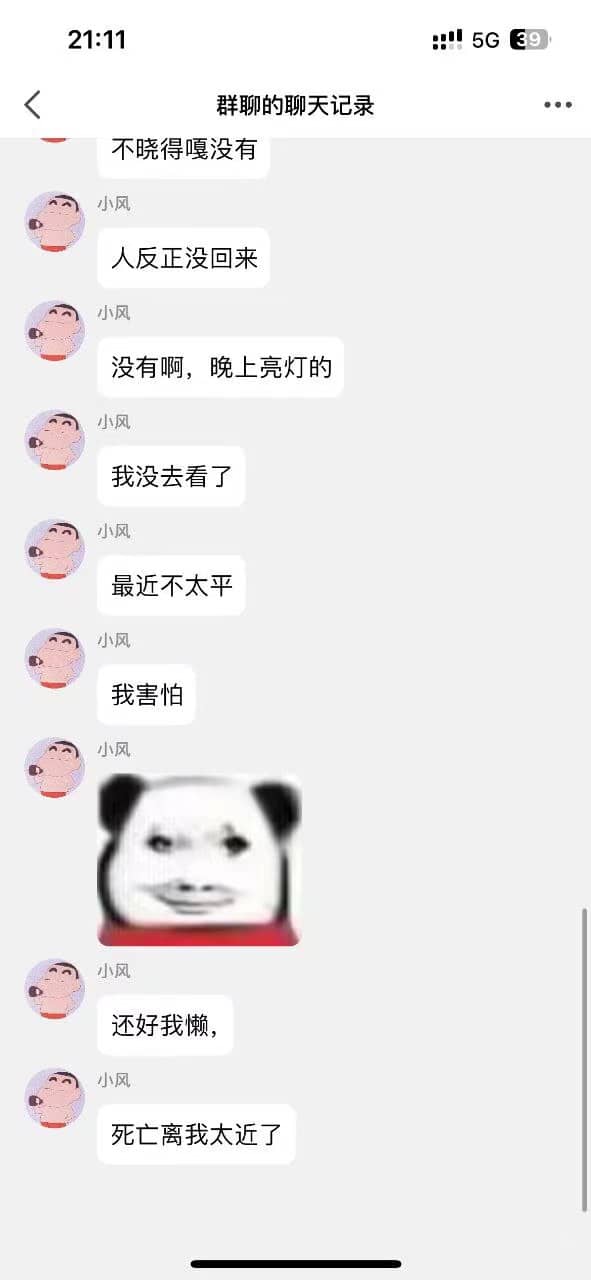 21:11
5G
39
群聊的聊天记录
不晓得嘎没有
小风
人反正没回来
小风
没有啊，晚上亮灯的
小风
我没去看了
小风
最近不太平
小风
我害怕
小风
小风
还好我懒，
小风
死亡离我太近了